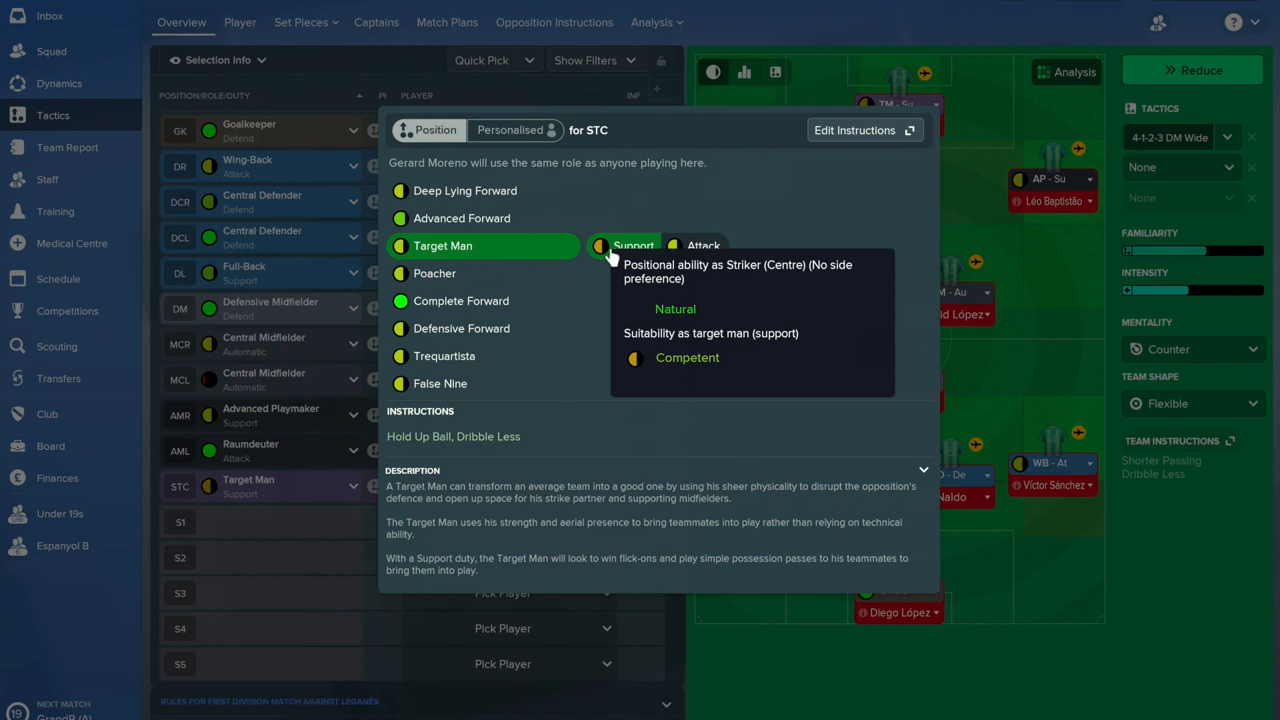 Inbox
Squad
Dynamics
Tactics
Team Report
Staff
Training
Medical Centre
Schedule
Competitions
Scouting
Transfers
Club
Board
Finances
Under 19s
Espanyol B
19
NEXT MATCH
Overview
Player
Set Pieces
Captains
Match Plans
Opposition Instructions
Analysis
?
Selection Info
Quick Pick
Show Filters
POSITION/ROLE/DUTY
PI
PLAYER
INF
GK
Goalkeeper
Defend
DR
Wing-Back
Attack
DCR
Central Defender
Defend
DCL
Central Defender
Defend
DL
Full-Back
Support
DM
Defensive Midfielder
Defend
MCR
Central Midfielder
Automatic
MCL
Central Midfielder
Automatic
AMR
Advanced Playmaker
Support
AML
Raumdeuter
Attack
STC
Target Man
Support
S1
S2
S3
Pick Player
S4
Pick Player
S5
Pick Player
RULES FOR FIRST DIVISION MATCH AGAINST LEGANÉS
Position
Personalised
for STC
Edit Instructions
Gerard Moreno will use the same role as anyone playing here.
Deep Lying Forward
Advanced Forward
Target Man
Support
Attack
Poacher
Complete Forward
Defensive Forward
Trequartista
False Nine
Positional ability as Striker (Centre) (No side
preference)
Natural
Suitability as target man (support)
Competent
INSTRUCTIONS
Hold Up Ball, Dribble Less
DESCRIPTION
A Target Man can transform an average team into a good one by using his sheer physicality to disrupt the opposition's
defence and open up space for his strike partner and supporting midfielders.
The Target Man uses his strength and aerial presence to bring teammates into play rather than relying on technical
ability.
With a Support duty, the Target Man will look to win flick-ons and play simple possession passes to his teammates to
bring them into play.
Analysis
TM - Su
AP - Su
Léo Baptistão
M - Au
id López
D - De
Naldo
WB - At
Víctor Sánchez
Diego López
Reduce
TACTICS
4-1-2-3 DM Wide
None
None
FAMILIARITY
INTENSITY
MENTALITY
Counter
TEAM SHAPE
Flexible
TEAM INSTRUCTIONS
Shorter Passing
Dribble Less